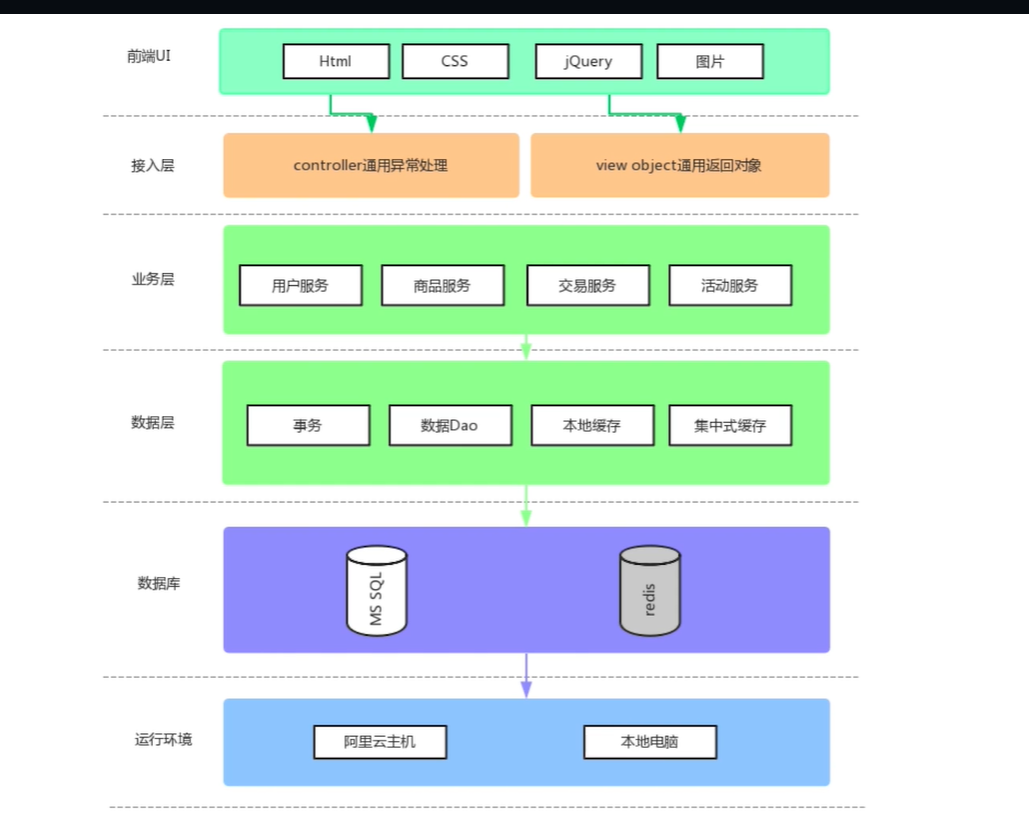 前端UI
Html
CSS
jQuery
图片
接入层
controller通用异常处理
view object通用返回对象
业务层
用户服务
商品服务
交易服务
活动服务
数据层
事务
数据Dao
本地缓存
集中式缓存
数据库
MS SQL
redis
运行环境
阿里云主机
本地电脑